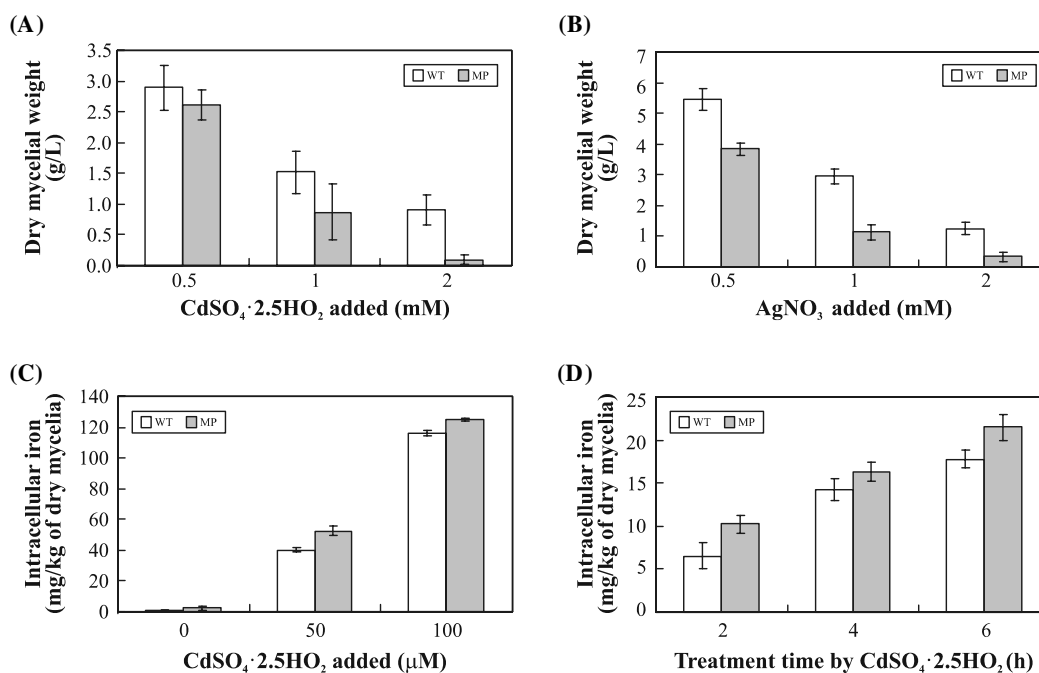 (A)
Dry mycelial weight
(g/L)
3.5
3.0
2.5
2.0
1.5
1.0
0.5
0.0
WT MP
0.5 1 2
CdSO₄·2.5HO₂ added (mM)
(B)
Dry mycelial weight
(g/L)
7
6
5
4
3
2
1
0
WT MP
0.5 1 2
AgNO₃ added (mM)
(C)
Intracellular iron
(mg/kg of dry mycelia)
140
120
100
80
60
40
20
0
WT MP
0 50 100
CdSO₄·2.5HO₂ added (μM)
(D)
Intracellular iron
(mg/kg of dry mycelia)
25
20
15
10
5
0
WT MP
2 4 6
Treatment time by CdSO₄·2.5HO₂(h)